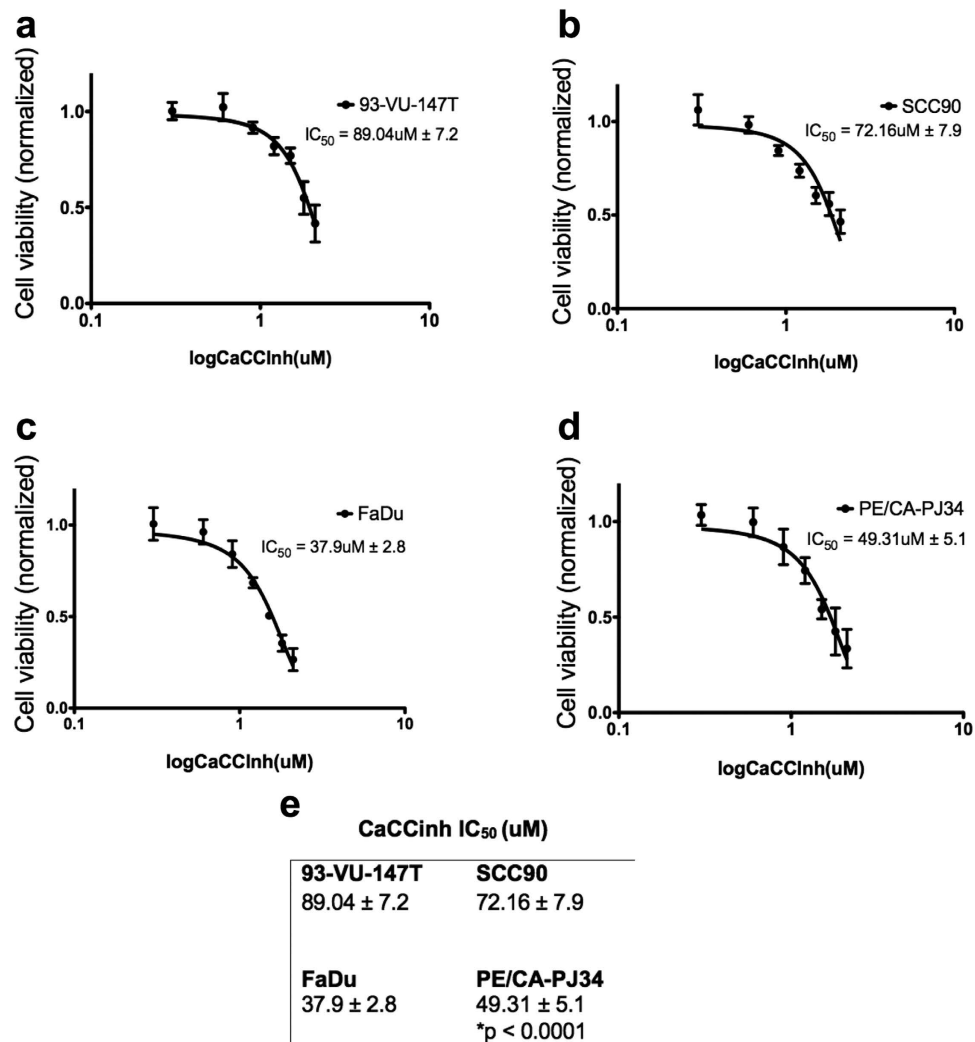 a
Cell viability (normalized)
1.0
0.5
0.0
0.1
1
10
93-VU-147T
IC50 = 89.04uM ± 7.2
logCaCCInh(uM)
b
Cell viability (normalized)
1.0
0.5
0.0
0.1
1
10
SCC90
IC50 = 72.16uM ± 7.9
logCaCCInh(uM)
c
Cell viability (normalized)
1.0
0.5
0.0
0.1
1
10
FaDu
IC50 = 37.9uM ± 2.8
logCaCCInh(uM)
d
Cell viability (normalized)
1.0
0.5
0.0
0.1
1
10
PE/CA-PJ34
IC50 = 49.31uM ± 5.1
logCaCCInh(uM)
e
CaCCinh IC50 (uM)
93-VU-147T SCC90
89.04 ± 7.2 72.16 ± 7.9
FaDu PE/CA-PJ34
37.9 ± 2.8 49.31 ± 5.1
*p < 0.0001